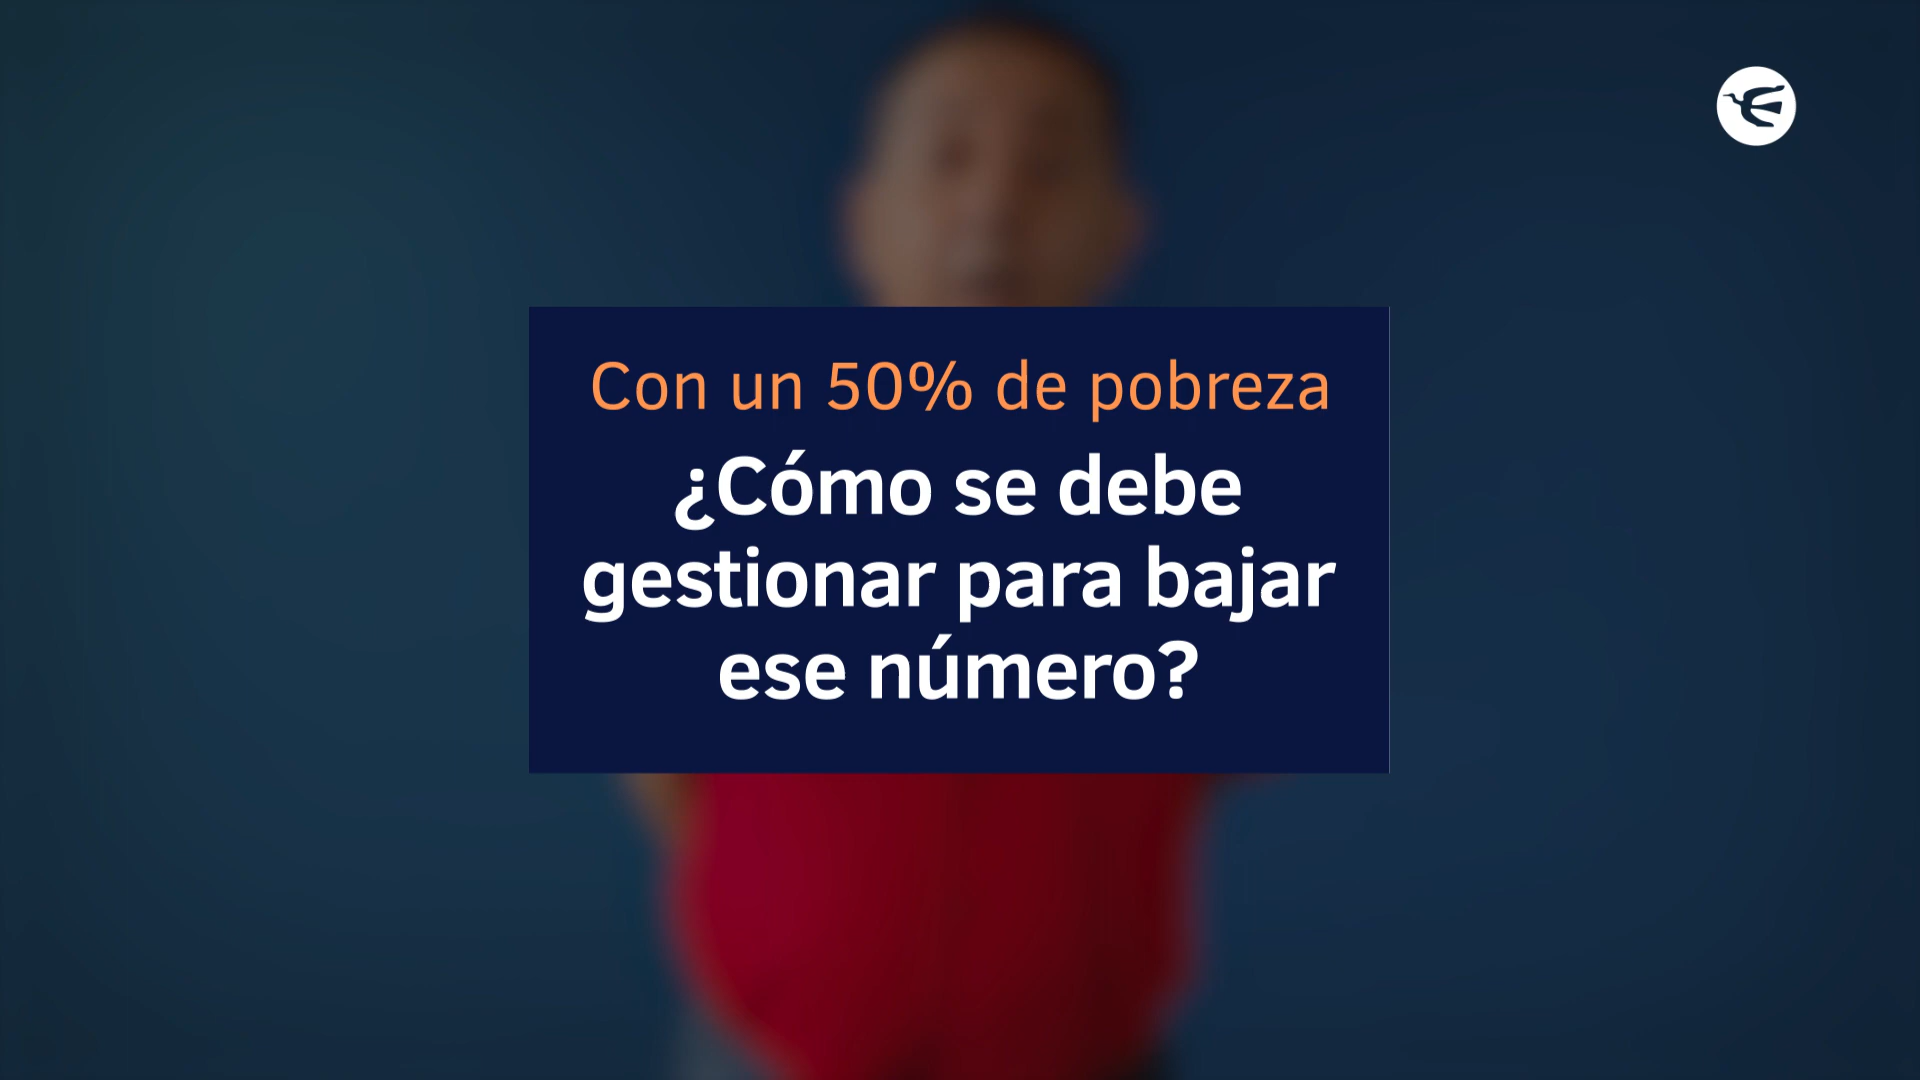 Con un 50% de pobreza
¿Cómo se debe
gestionar para bajar
ese número?